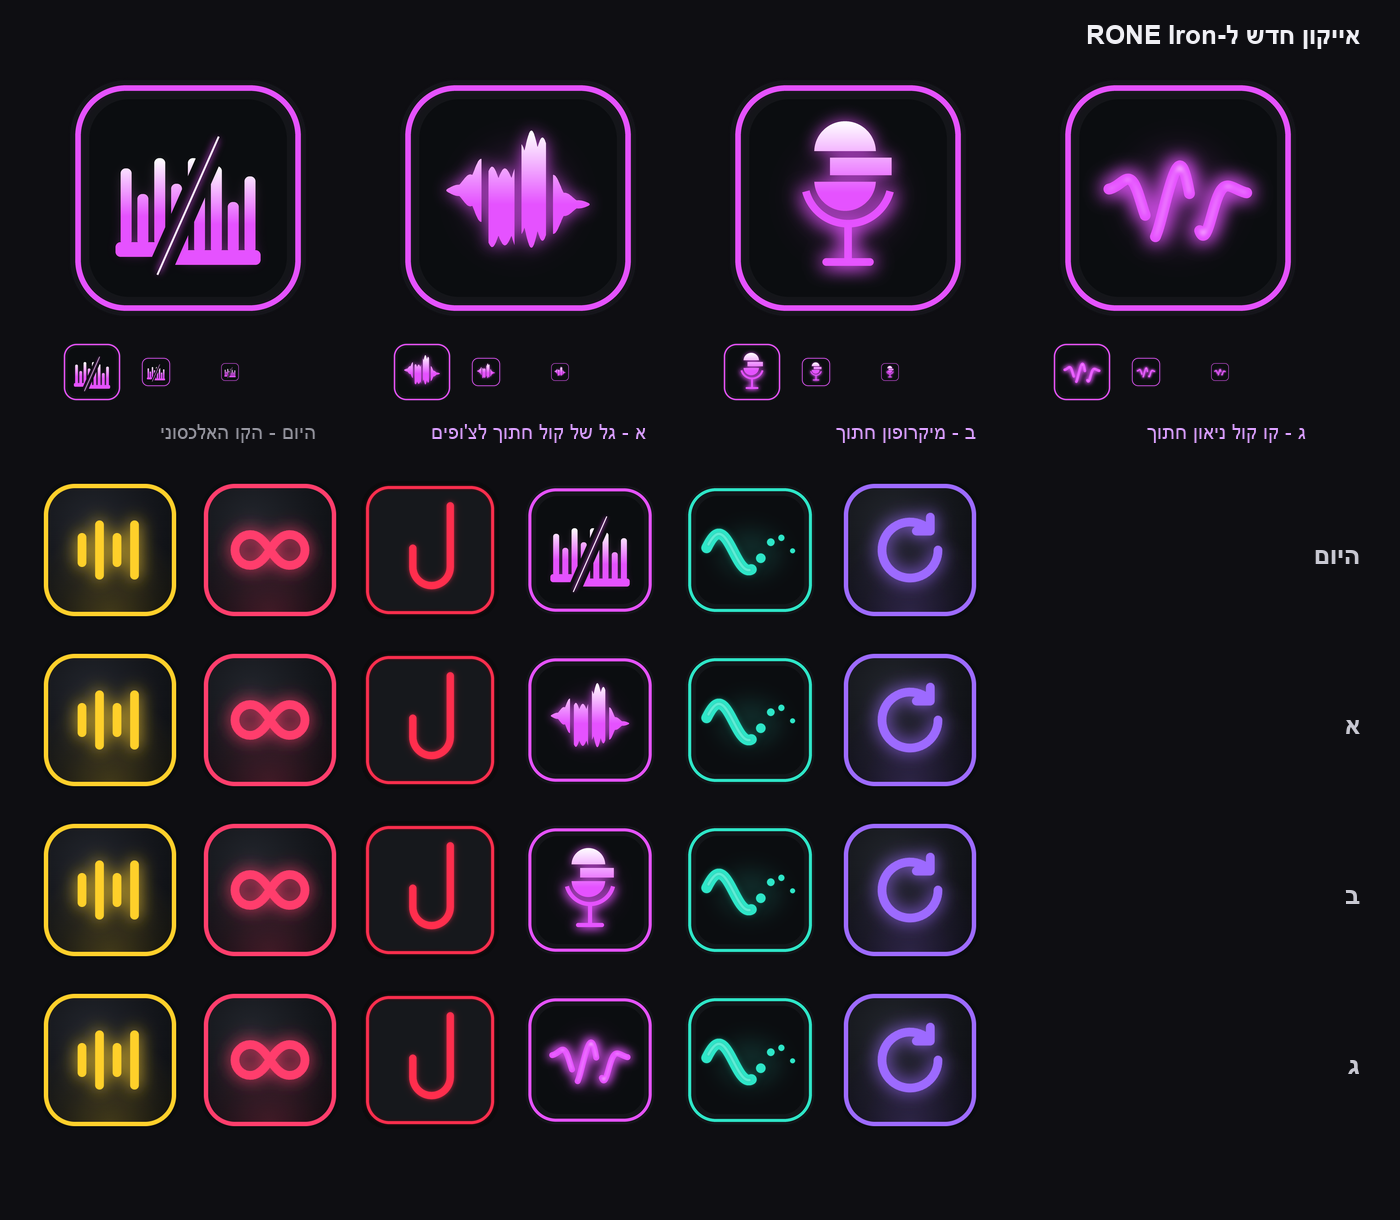 אייקון חדש ל-RONE Iron
ג - קו קול ניאון חתוך
ב - מיקרופון חתוך
א - גל של קול חתוך לצ'ופים
היום - הקו האלכסוני
היום
א
ב
ג